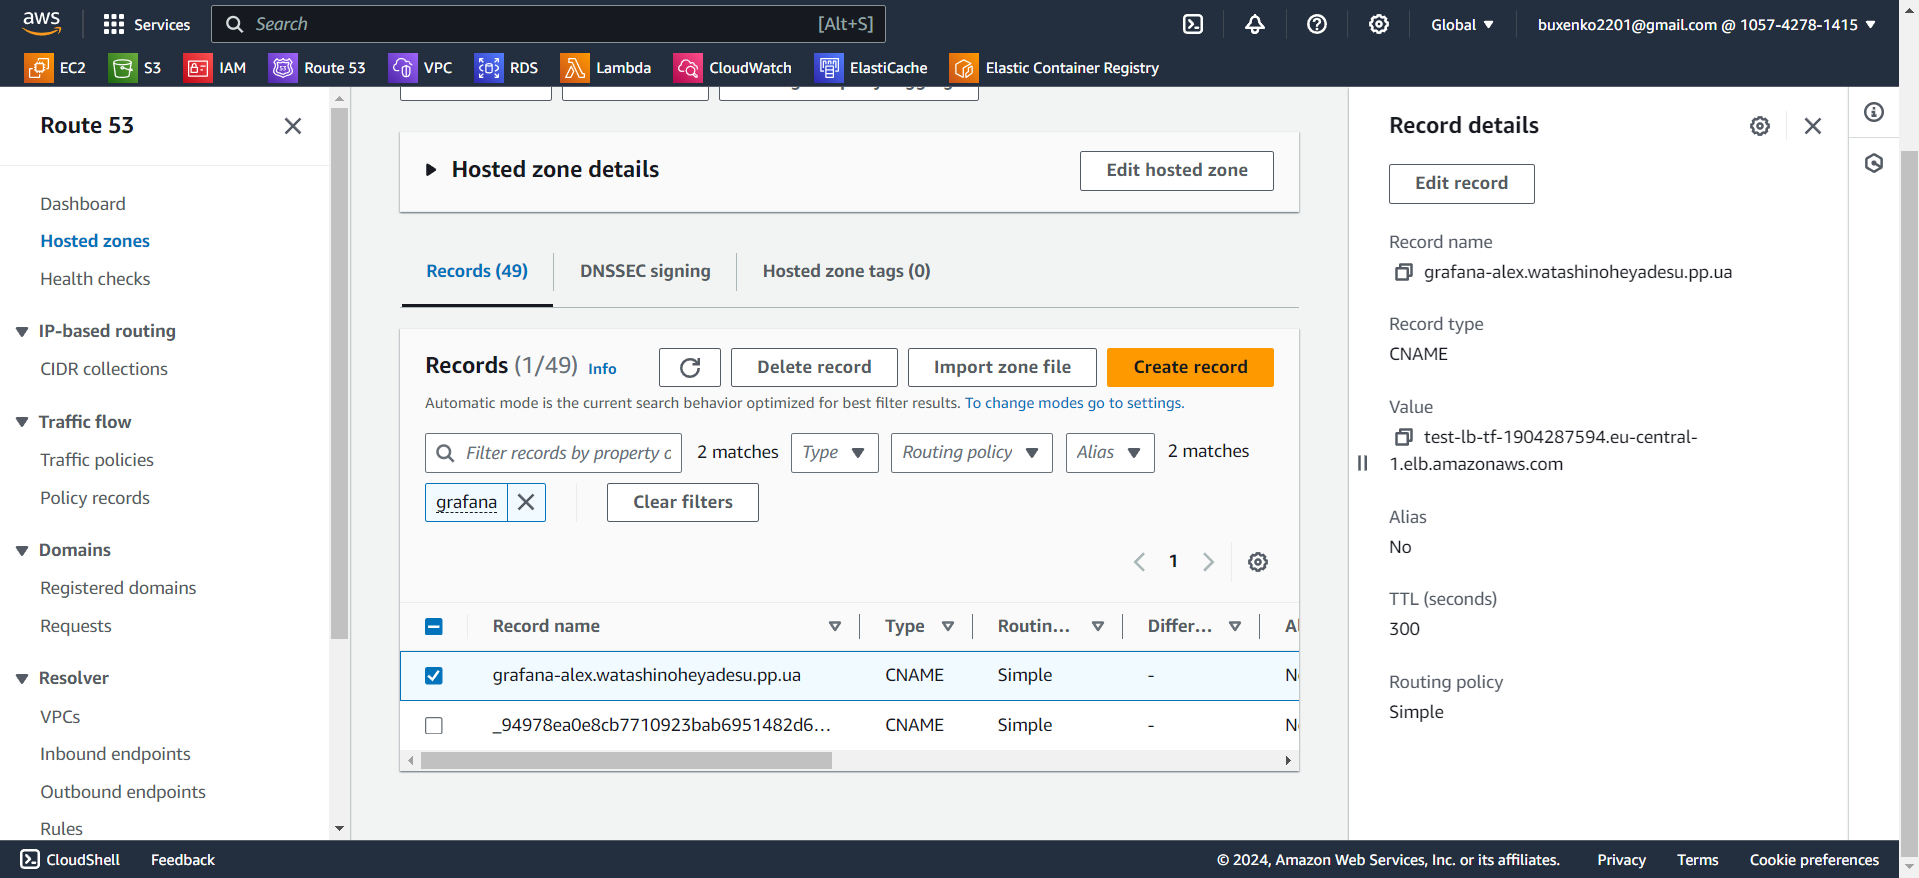 aws
Services
Search
[Alt+S]
Global
buxenko2201@gmail.com @ 1057-4278-1415
EC2
S3
IAM
Route 53
VPC
RDS
Lambda
CloudWatch
ElastiCache
Elastic Container Registry
Route 53
Dashboard
Hosted zones
Health checks
IP-based routing
CIDR collections
Traffic flow
Traffic policies
Policy records
Domains
Registered domains
Requests
Resolver
VPCs
Inbound endpoints
Outbound endpoints
Rules
Hosted zone details
Edit hosted zone
Records (49)
DNSSEC signing
Hosted zone tags (0)
Records (1/49) Info
Delete record
Import zone file
Create record
Automatic mode is the current search behavior optimized for best filter results. To change modes go to settings.
Filter records by property o
2 matches
Type
Routing policy
Alias
2 matches
grafana
Clear filters
1
Record name
Type
Routin...
Differ...
Al
grafana-alex.watashinoheyadesu.pp.ua
CNAME
Simple
-
N
_94978ea0e8cb7710923bab6951482d6...
CNAME
Simple
-
N
Record details
Edit record
Record name
grafana-alex.watashinoheyadesu.pp.ua
Record type
CNAME
Value
test-lb-tf-1904287594.eu-central-
1.elb.amazonaws.com
Alias
No
TTL (seconds)
300
Routing policy
Simple
CloudShell
Feedback
© 2024, Amazon Web Services, Inc. or its affiliates.
Privacy
Terms
Cookie preferences